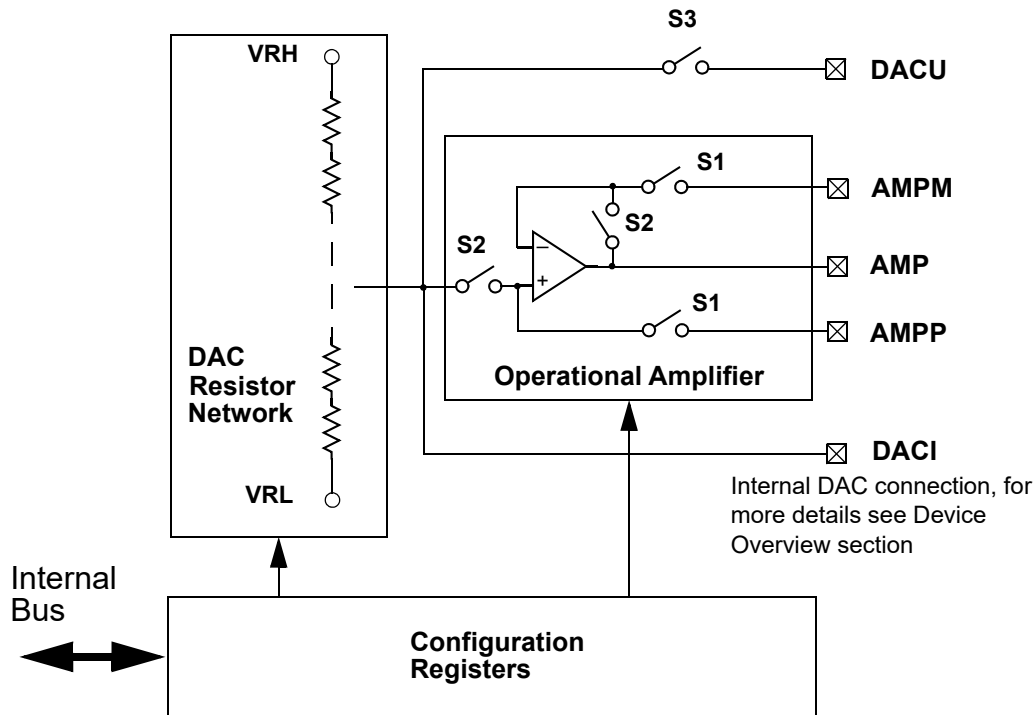 S3
VRH
DACU
S1
AMPM
S2
S2
−
+
AMP
S1
AMPP
DAC
Resistor
Network
Operational Amplifier
VRL
DACI
Internal DAC connection, for
more details see Device
Overview section
Internal
Bus
Configuration
Registers